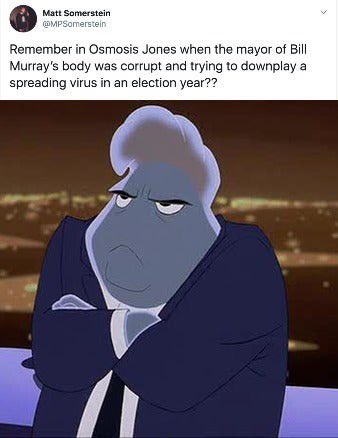 Matt Somerstein
@MPSomerstein
Remember in Osmosis Jones when the mayor of Bill
Murray's body was corrupt and trying to downplay a
spreading virus in an election year??